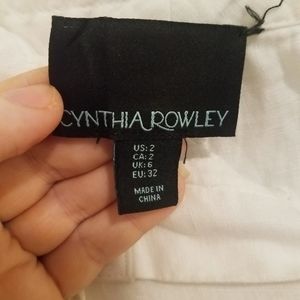 CYNTHIA ROWLEY
US: 2
CA: 2
UK: 6
EU: 32
MADE IN
CHINA